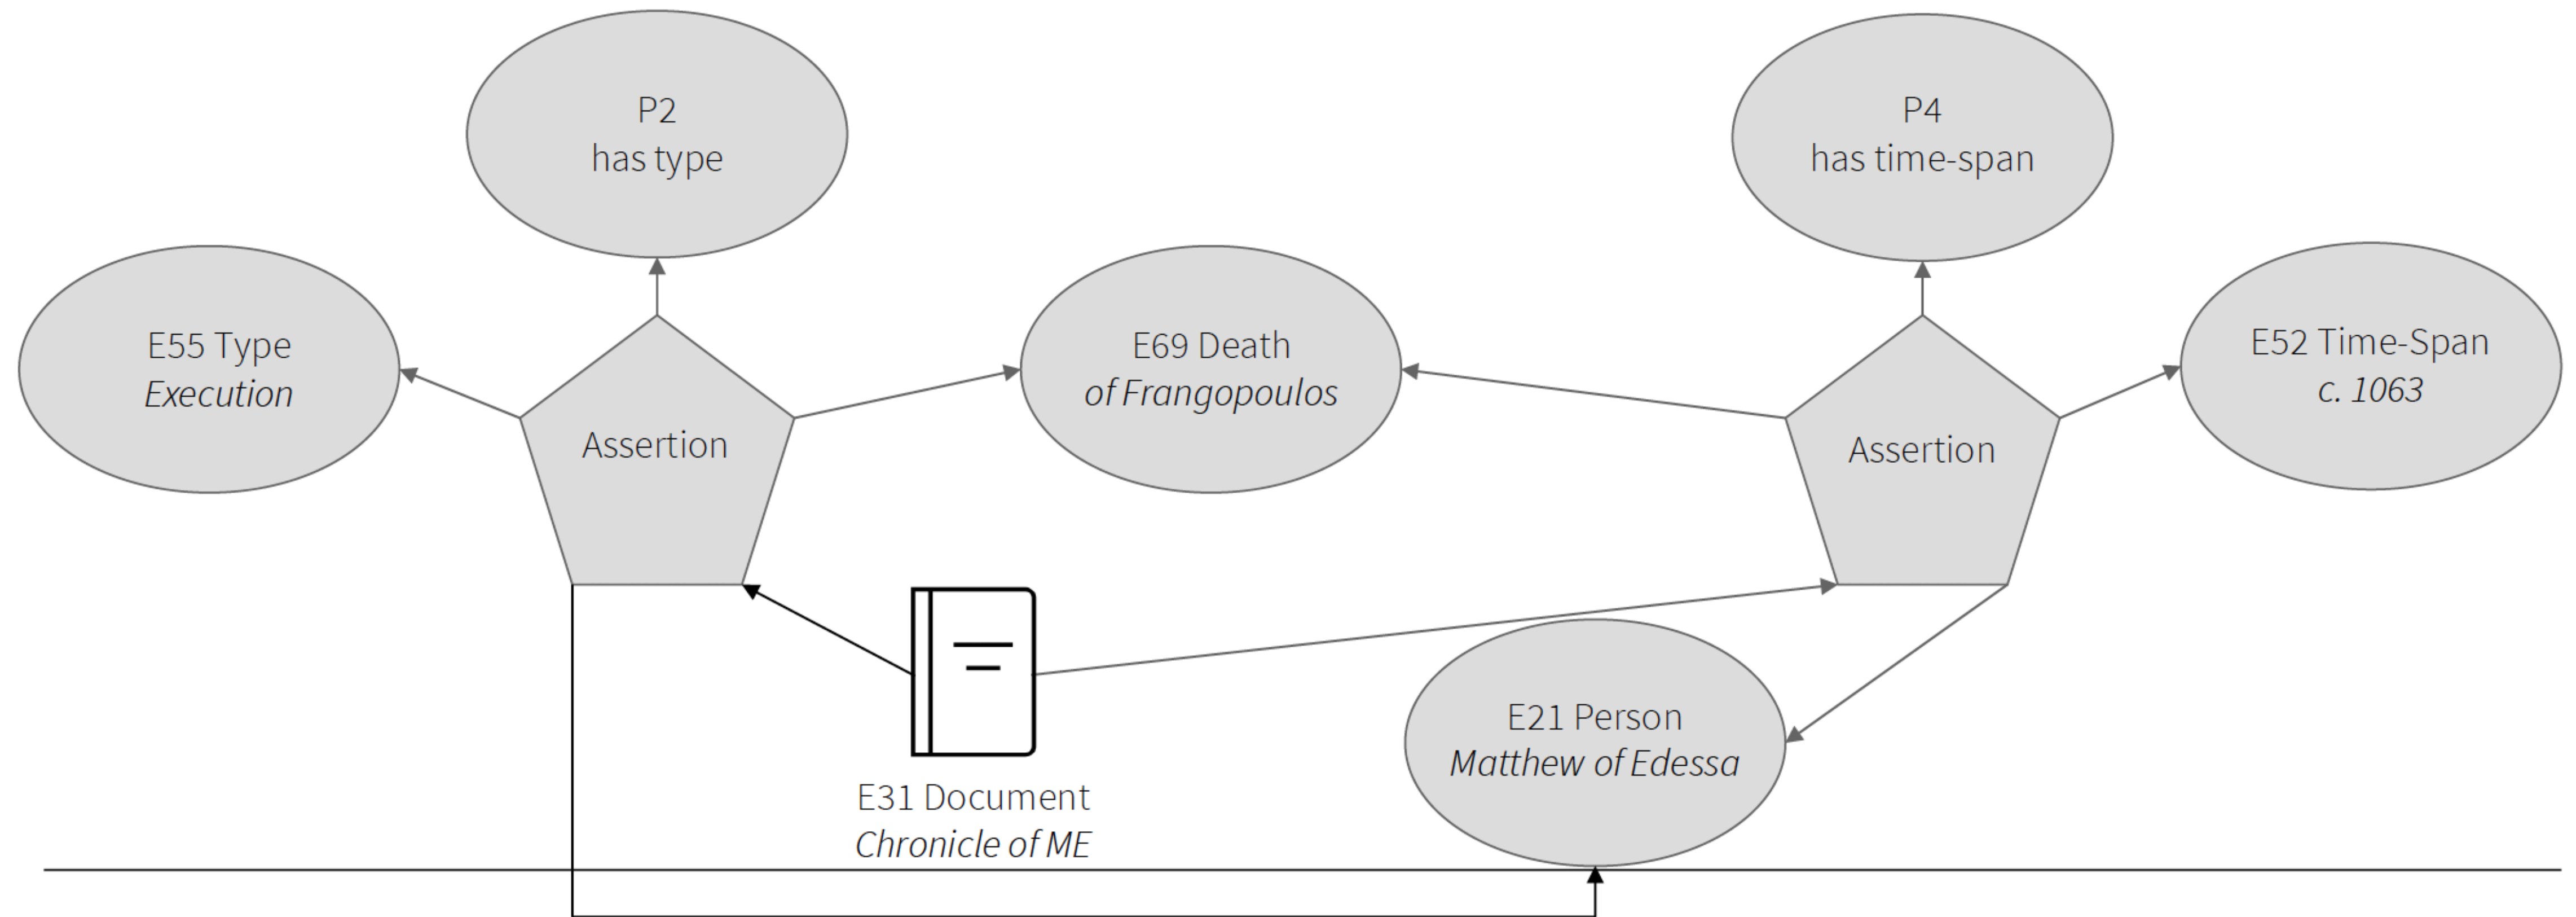 P2
has type
P4
has time-span
E55 Type
Execution
E69 Death
of Frangopoulos
E52 Time-Span
c. 1063
Assertion
Assertion
E21 Person
Matthew of Edessa
E31 Document
Chronicle of ME